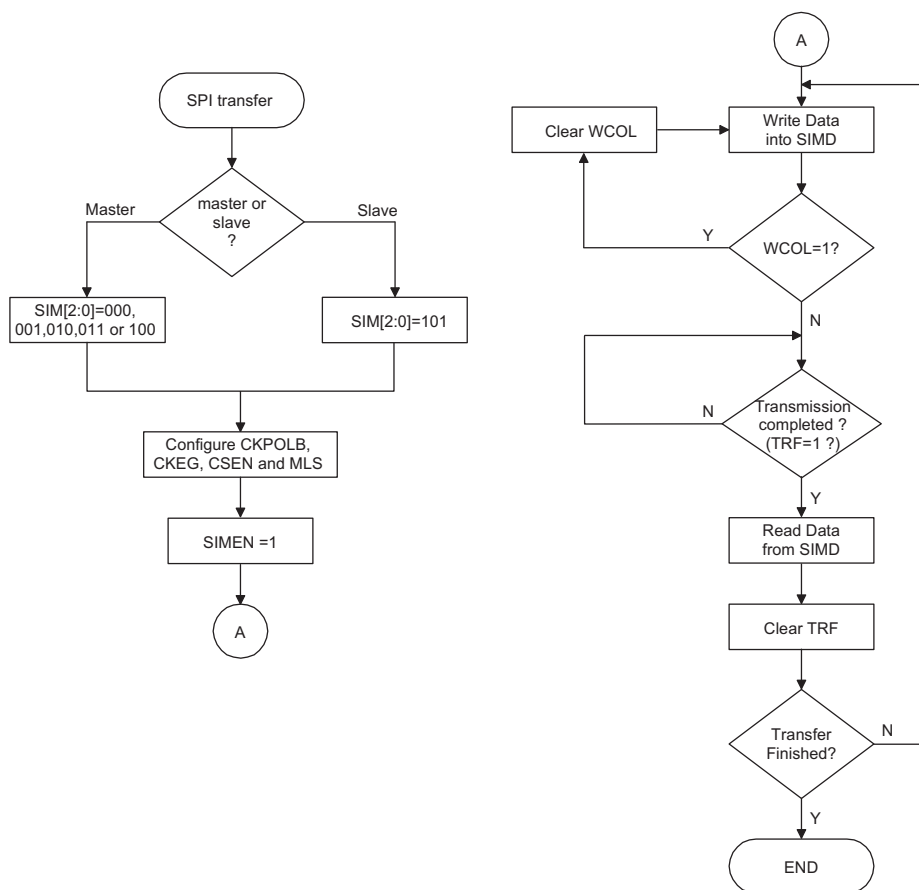 SPI transfer
master or
slave
?
Master
Slave
SIM[2:0]=000,
001,010,011 or 100
SIM[2:0]=101
Configure CKPOLB,
CKEG, CSEN and MLS
SIMEN =1
A
A
Write Data
into SIMD
Clear WCOL
WCOL=1?
Y
N
Transmission
completed ?
(TRF=1 ?)
N
Y
Read Data
from SIMD
Clear TRF
Transfer
Finished?
N
Y
END